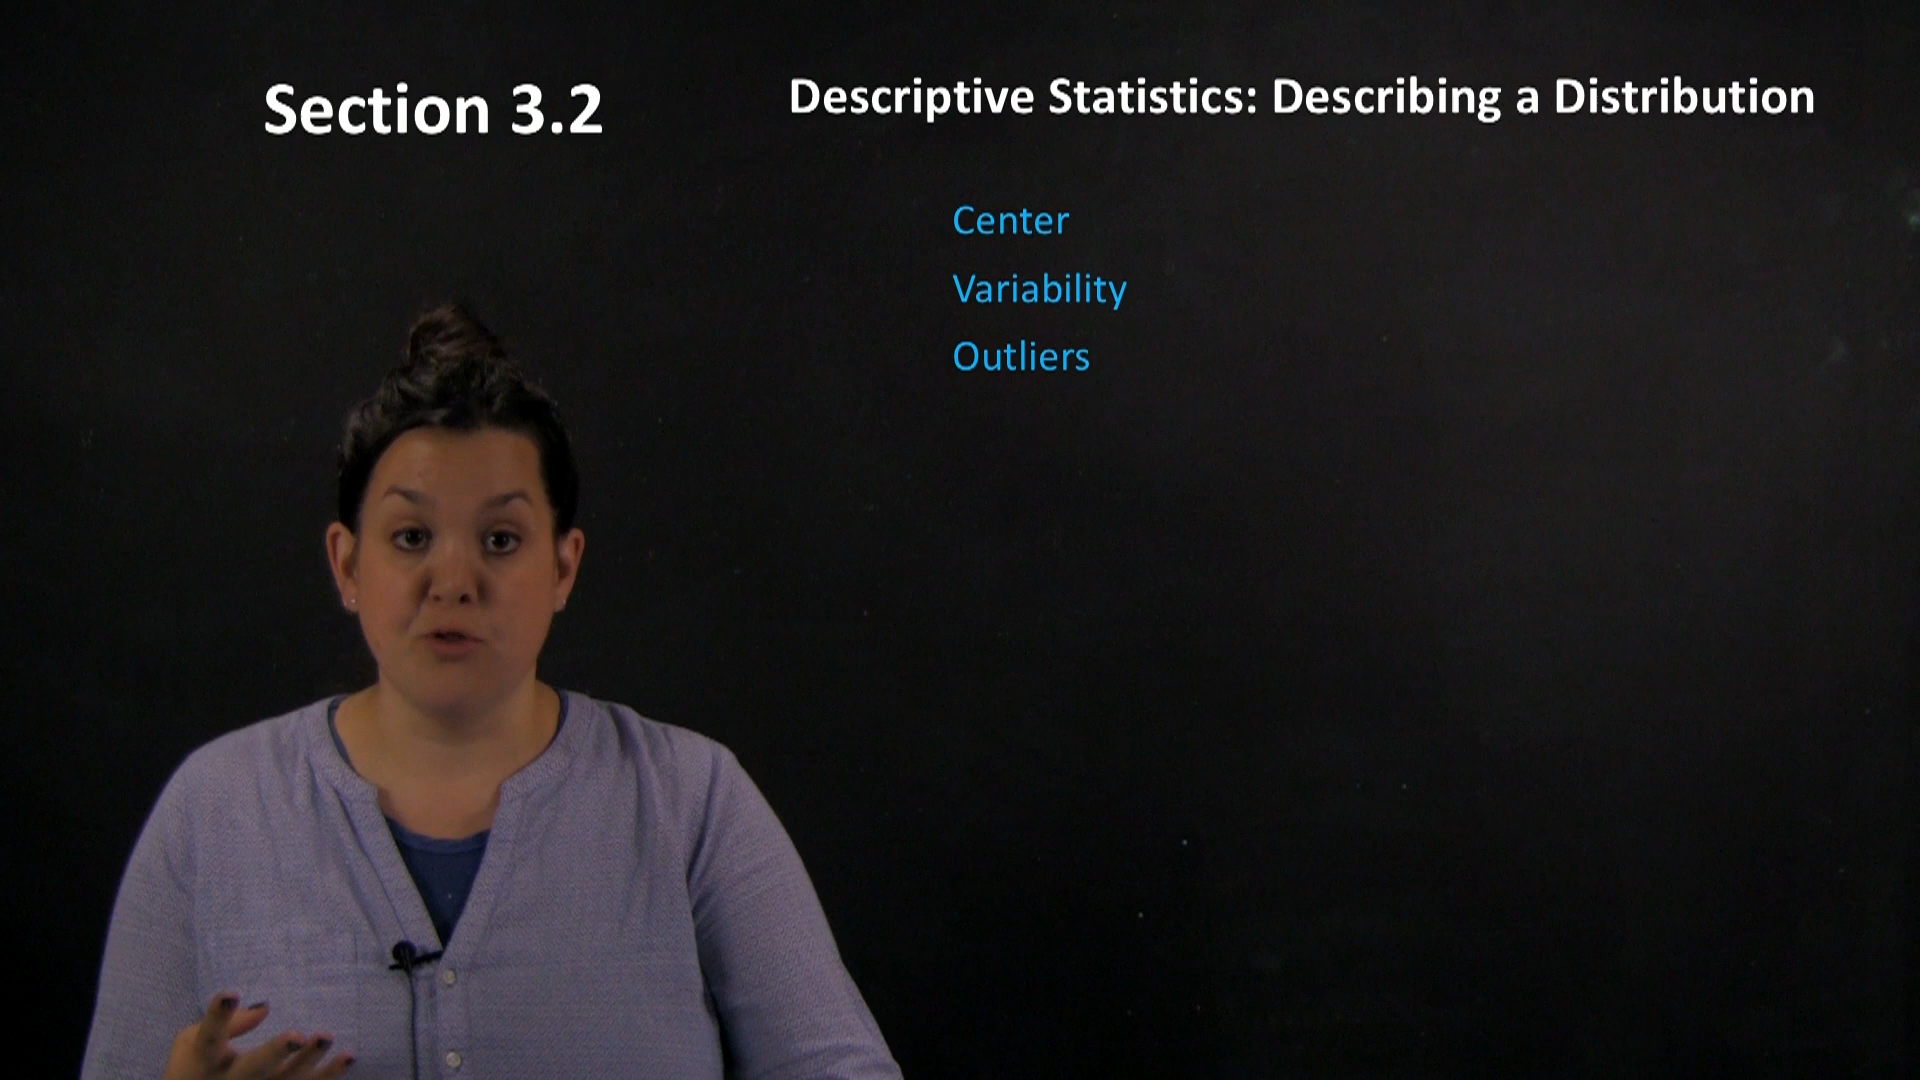 Section 3.2
Descriptive Statistics: Describing a Distribution
Center
Variability
Outliers